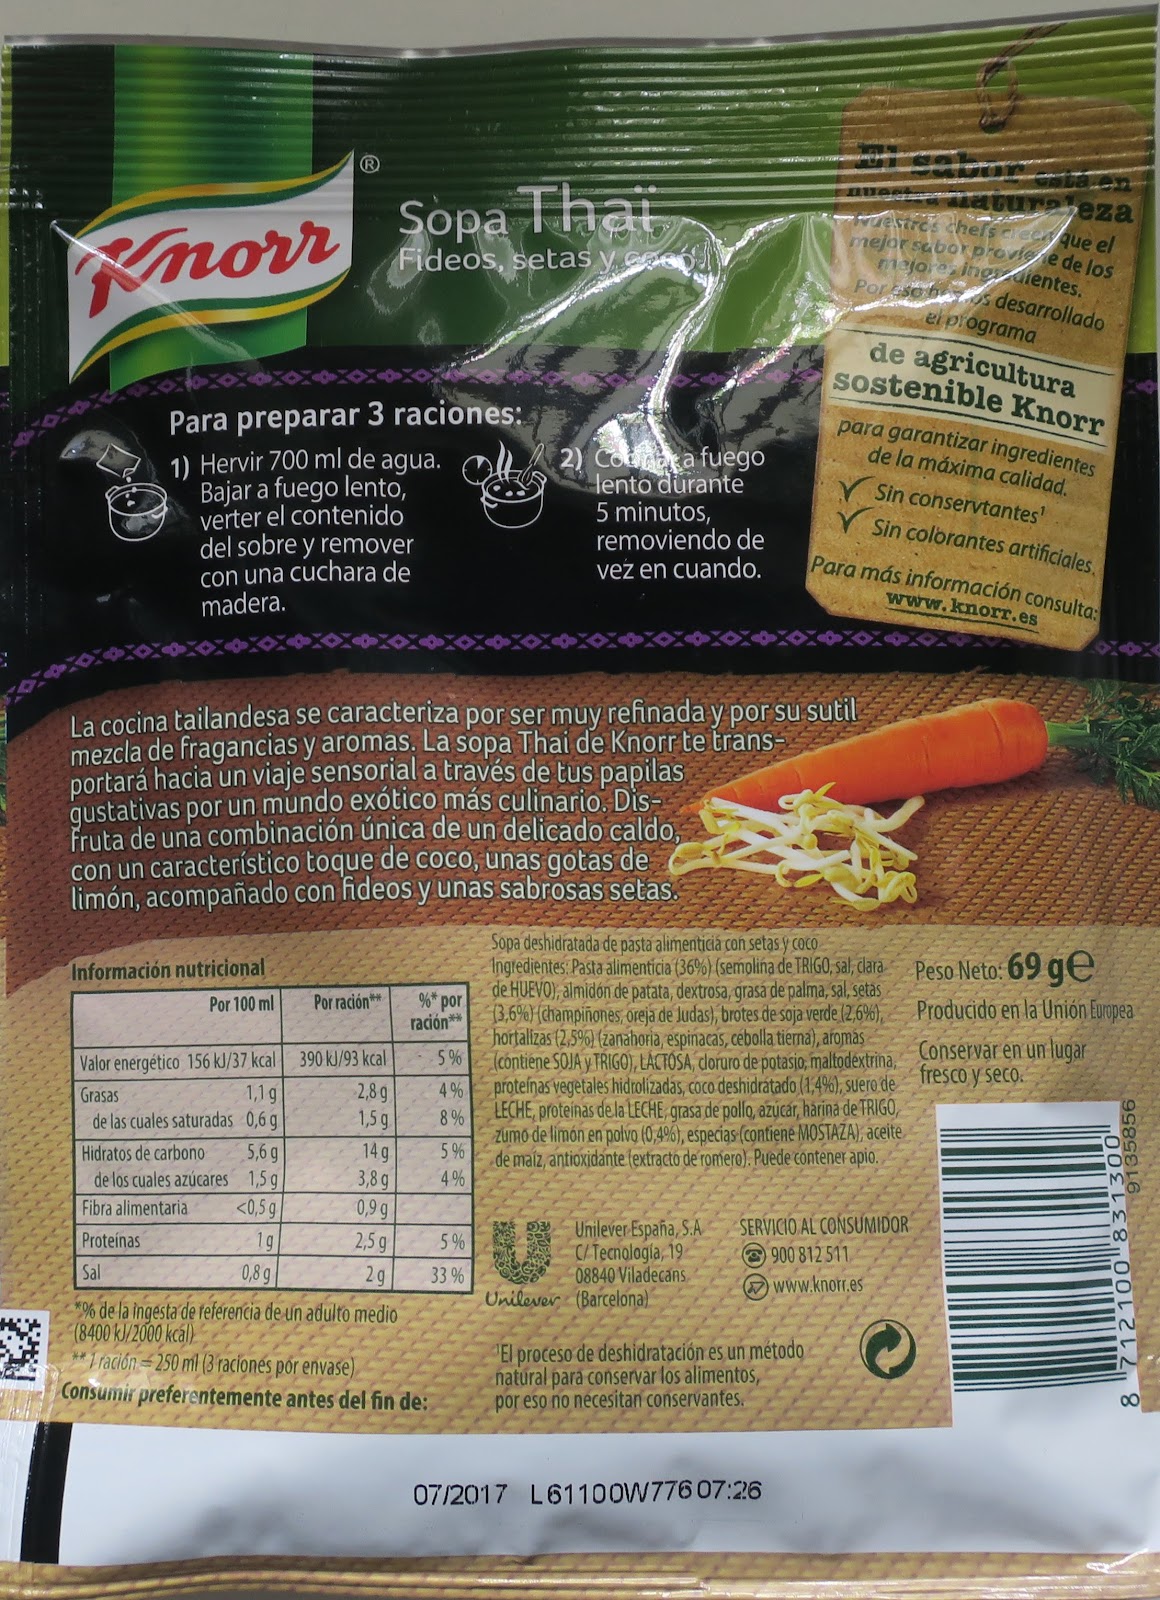 Knorr ®
Sopa Thaï
Fideos, setas y coco
El sabor está en
nuestra naturaleza
Nuestros chefs creen que el
mejor sabor proviene de los
mejores ingredientes.
Por eso hemos desarrollado
el programa
de agricultura
sostenible Knorr
para garantizar ingredientes
de la máxima calidad.
Sin conservtantes¹
Sin colorantes artificiales.
Para más información consulta:
www.knorr.es
Para preparar 3 raciones:
1) Hervir 700 ml de agua.
Bajar a fuego lento,
verter el contenido
del sobre y remover
con una cuchara de
madera.
2) Cocinar a fuego
lento durante
5 minutos,
removiendo de
vez en cuando.
La cocina tailandesa se caracteriza por ser muy refinada y por su sutil
mezcla de fragancias y aromas. La sopa Thai de Knorr te trans-
portará hacia un viaje sensorial a través de tus papilas
gustativas por un mundo exótico más culinario. Dis-
fruta de una combinación única de un delicado caldo,
con un característico toque de coco, unas gotas de
limón, acompañado con fideos y unas sabrosas setas.
Información nutricional
Por 100 ml Por ración** %* por
ración**
Valor energético 156 kJ/37 kcal 390 kJ/93 kcal 5 %
Grasas 1,1 g 2,8 g 4 %
de las cuales saturadas 0,6 g 1,5 g 8 %
Hidratos de carbono 5,6 g 14 g 5 %
de los cuales azúcares 1,5 g 3,8 g 4 %
Fibra alimentaria <0,5 g 0,9 g
Proteínas 1 g 2,5 g 5 %
Sal 0,8 g 2 g 33 %
*% de la ingesta de referencia de un adulto medio
(8400 kJ/2000 kcal)
** 1 ración = 250 ml (3 raciones por envase)
Consumir preferentemente antes del fin de:
Sopa deshidratada de pasta alimenticia con setas y coco
Ingredientes: Pasta alimenticia (36%) (semolina de TRIGO, sal, clara
de HUEVO), almidón de patata, dextrosa, grasa de palma, sal, setas
(3,6%) (champiñones, oreja de Judas), brotes de soja verde (2,6%),
hortalizas (2,5%) (zanahoria, espinacas, cebolla tierna), aromas
(contiene SOJA y TRIGO), LACTOSA, cloruro de potasio, maltodextrina,
proteínas vegetales hidrolizadas, coco deshidratado (1,4%), suero de
LECHE, proteínas de la LECHE, grasa de pollo, azúcar, harina de TRIGO,
zumo de limón en polvo (0,4%), especias (contiene MOSTAZA), aceite
de maíz, antioxidante (extracto de romero). Puede contener apio.
Peso Neto: 69 g℮
Producido en la Unión Europea
Conservar en un lugar
fresco y seco.
Unilever
Unilever España, S.A
C/ Tecnología, 19
08840 Viladecans
(Barcelona)
SERVICIO AL CONSUMIDOR
900 812 511
www.knorr.es
¹El proceso de deshidratación es un método
natural para conservar los alimentos,
por eso no necesitan conservantes.
8 712100 831300
9135856
07/2017 L61100W776 07:26